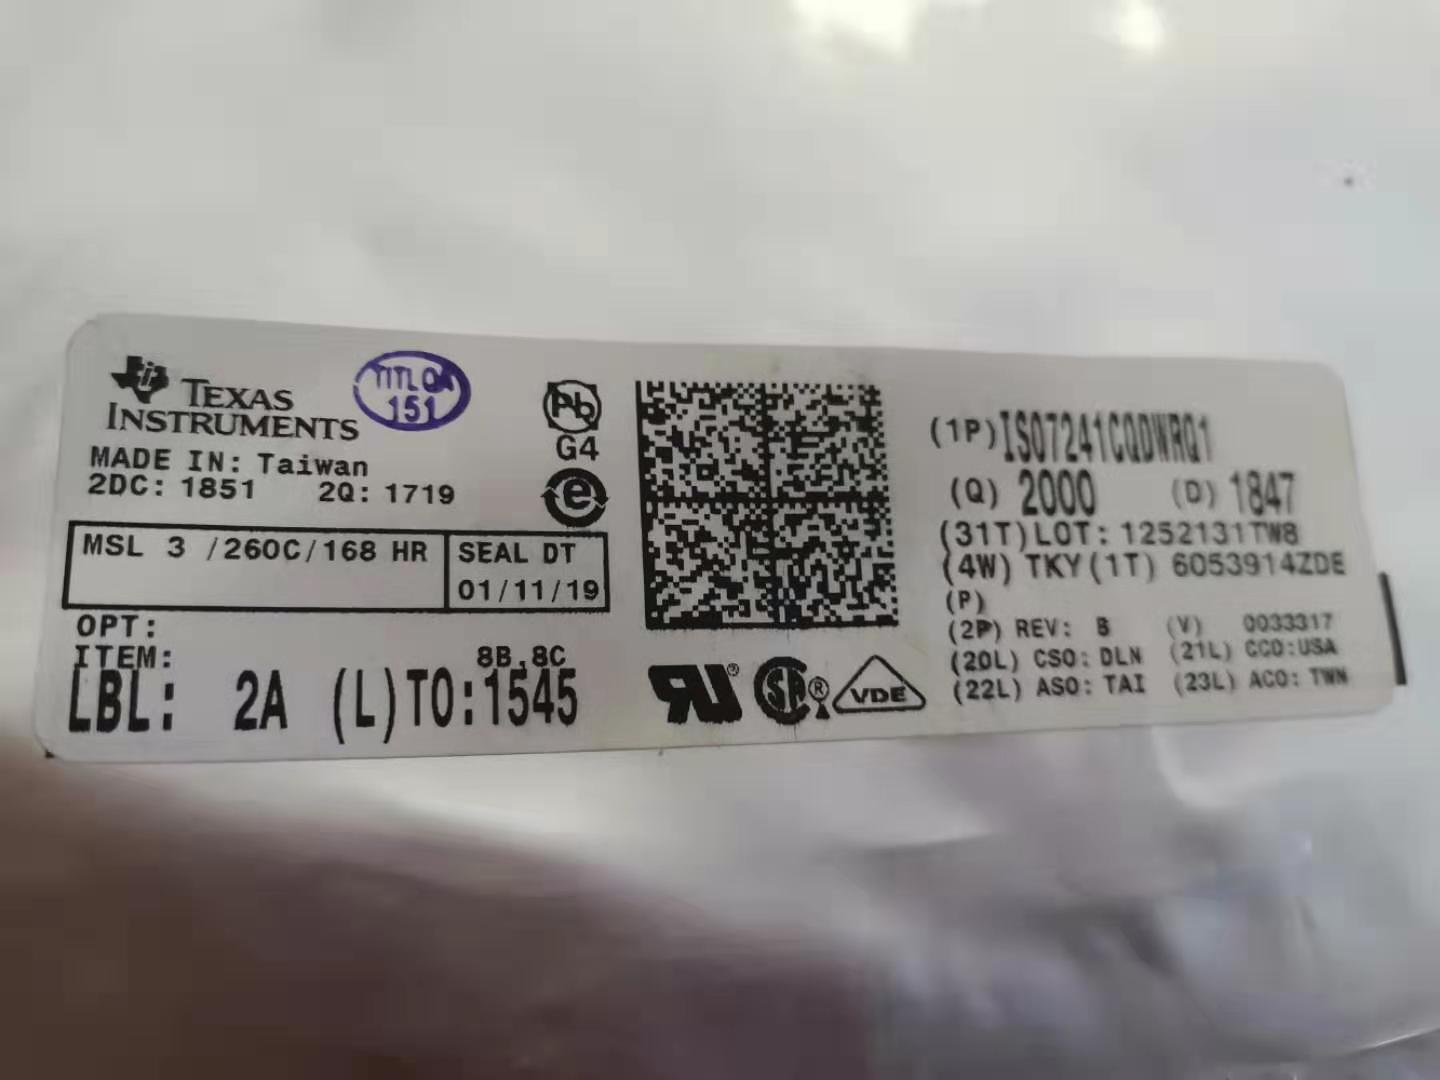 TEXAS
INSTRUMENTS
151
MADE IN: Taiwan
2DC: 1851 2Q: 1719
MSL 3 /260C/168 HR
SEAL DT
01/11/19
OPT:
ITEM:
8B,8C
LBL: 2A (L)TO:1545
Pb
G4
e
UR®
SA®
VDE
(1P)ISO7241CQDWRQ1
(Q) 2000 (D) 1847
(31T)LOT: 1252131TW8
(4W) TKY(1T) 6053914ZDE
(P)
(2P) REV: B (V) 0033317
(20L) CSO: DLN (21L) CCO:USA
(22L) ASO: TAI (23L) ACO: TWN